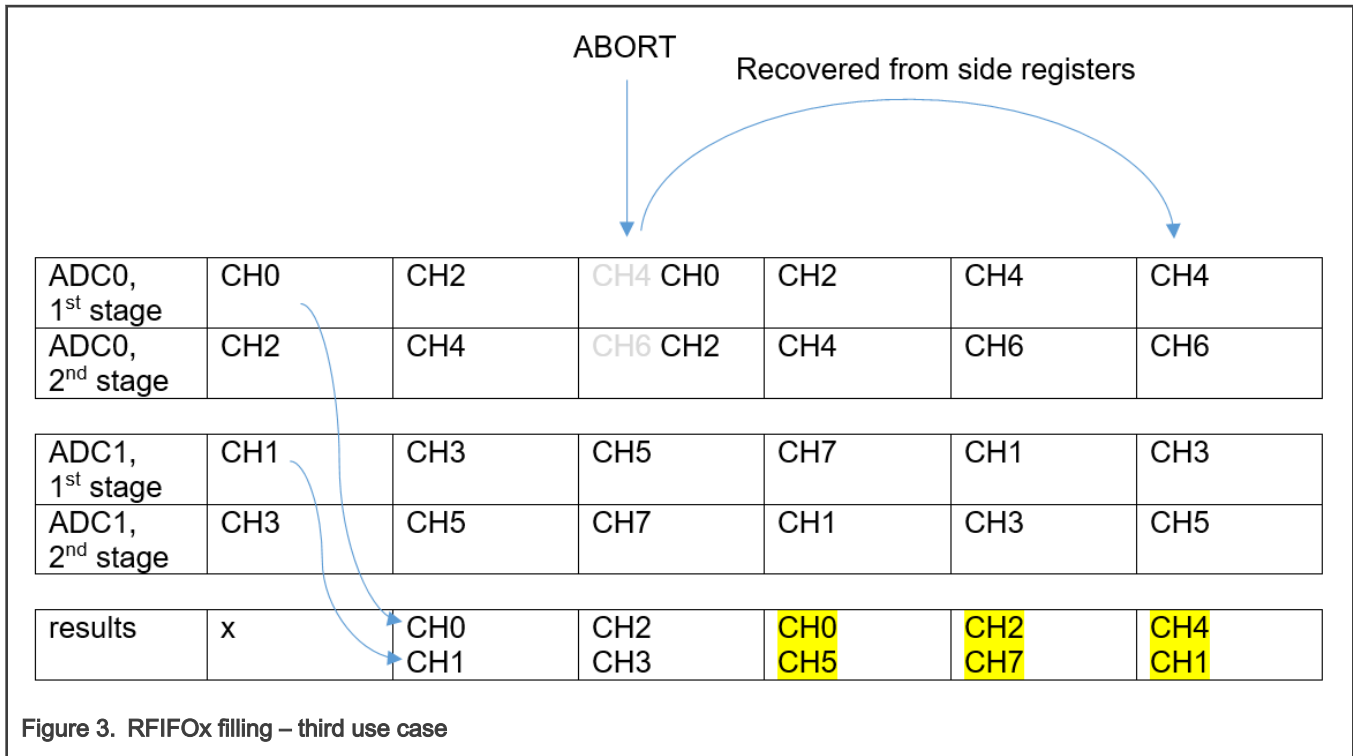 ABORT
Recovered from side registers
ADC0, 1st stage CH0 CH2 CH4 CH0 CH2 CH4 CH4
ADC0, 2nd stage CH2 CH4 CH6 CH2 CH4 CH6 CH6
ADC1, 1st stage CH1 CH3 CH5 CH7 CH1 CH3
ADC1, 2nd stage CH3 CH5 CH7 CH1 CH3 CH5
results x CH0 CH2 CH0 CH2 CH4
CH1 CH3 CH5 CH7 CH1
Figure 3. RFIFOx filling – third use case